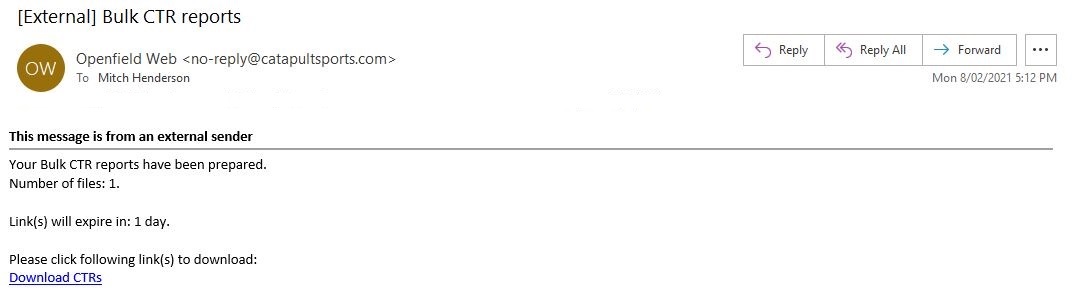 [External] Bulk CTR reports
OW
Openfield Web <no-reply@catapultsports.com>
To Mitch Henderson
Reply
Reply All
Forward
...
Mon 8/02/2021 5:12 PM
This message is from an external sender
Your Bulk CTR reports have been prepared.
Number of files: 1.
Link(s) will expire in: 1 day.
Please click following link(s) to download:
Download CTRs